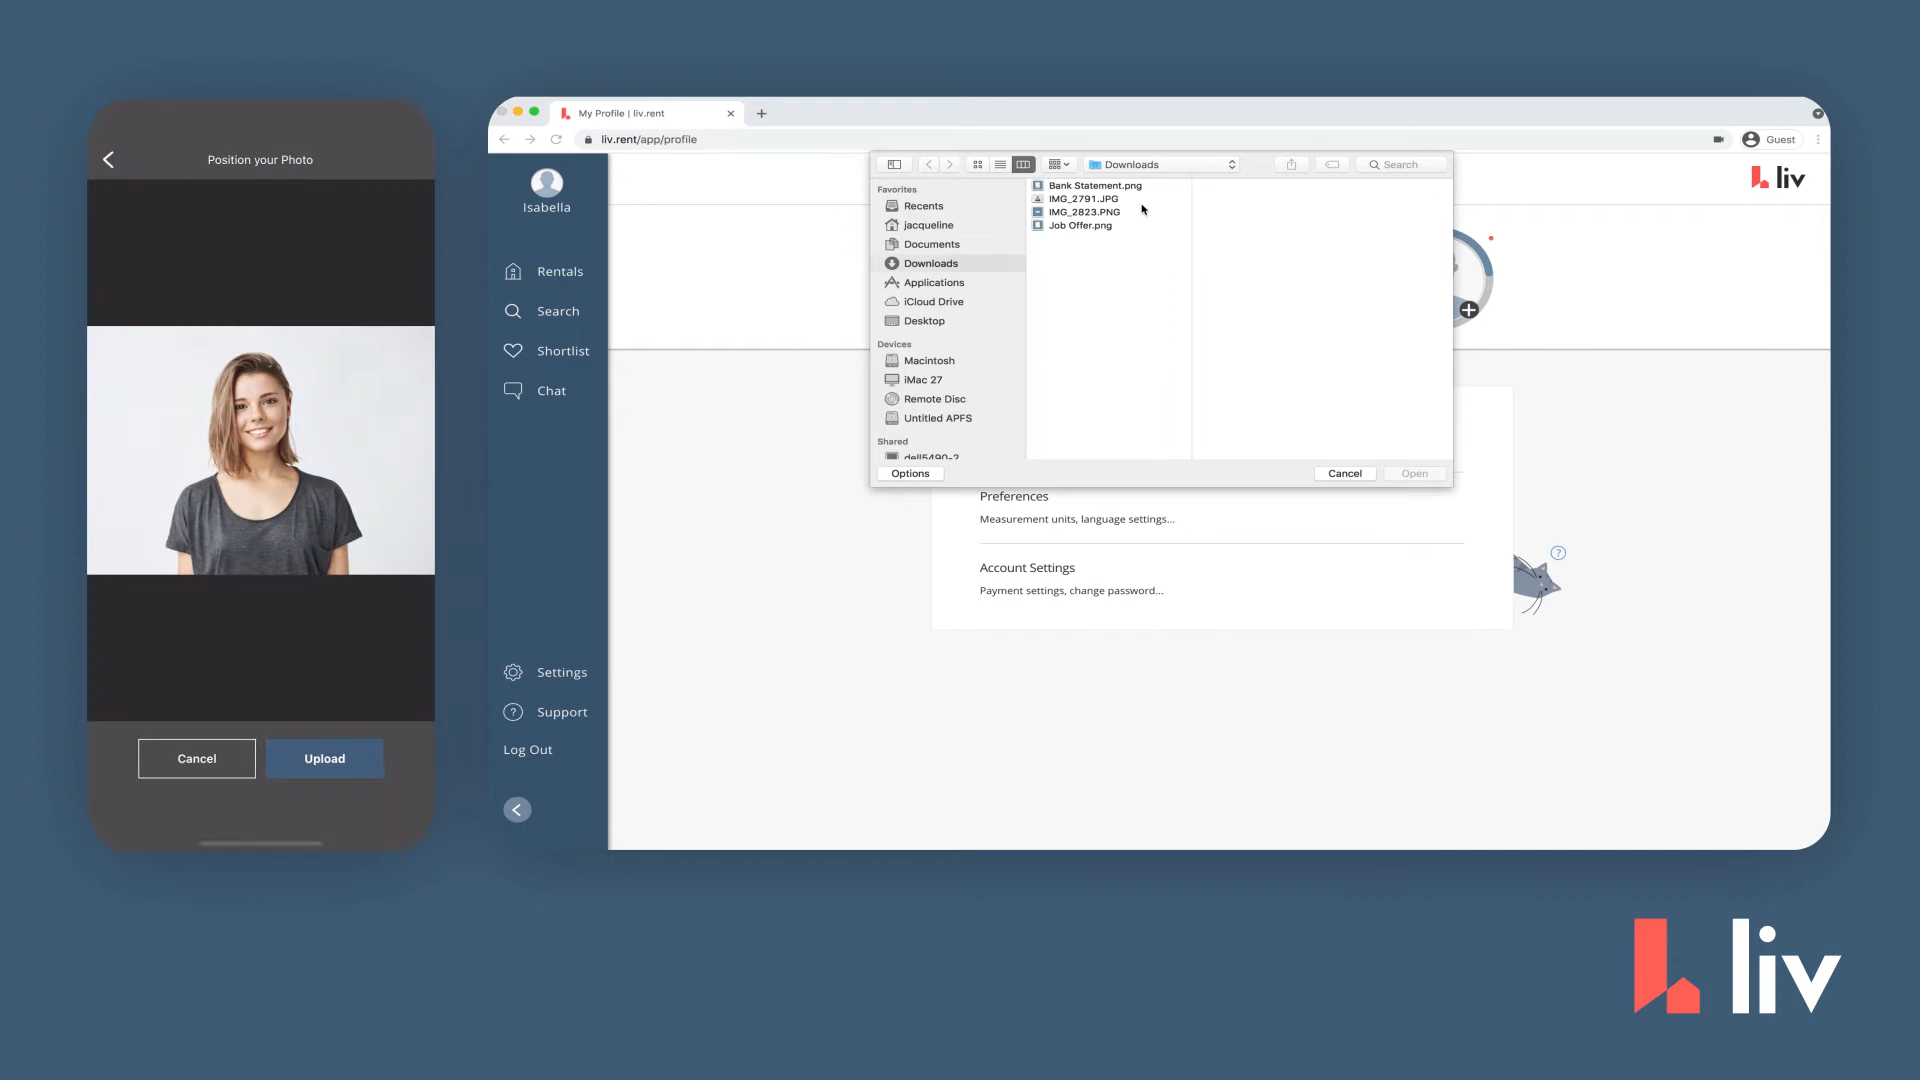 Position your Photo
Cancel
Upload
My Profile | liv.rent
liv.rent/app/profile
Guest
Isabella
Rentals
Search
Shortlist
Chat
Settings
Support
Log Out
Downloads
Search
Favorites
Recents
jacqueline
Documents
Downloads
Applications
iCloud Drive
Desktop
Devices
Macintosh
iMac 27
Remote Disc
Untitled APFS
Shared
dell5490-2
Bank Statement.png
IMG_2791.JPG
IMG_2823.PNG
Job Offer.png
Options
Cancel
Open
liv
Preferences
Measurement units, language settings...
Account Settings
Payment settings, change password...
?
liv